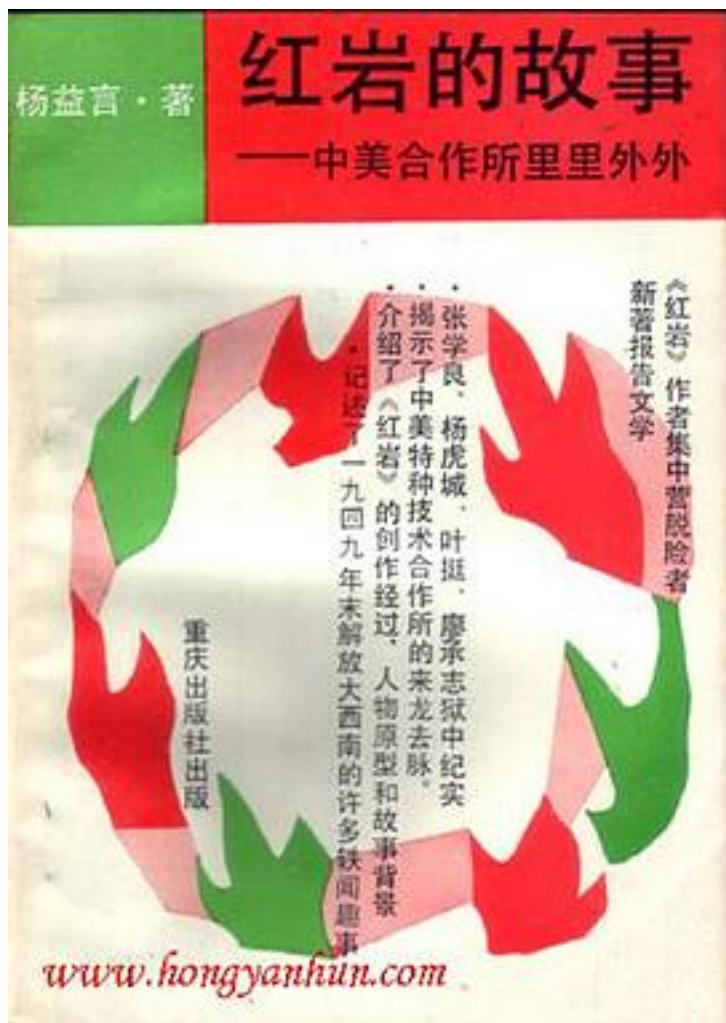 杨益言·著
红岩的故事
——中美合作所里里外外
《红岩》作者集中营脱险者
新著报告文学
·张学良、杨虎城、叶挺、廖承志狱中纪实
·揭示了中美特种技术合作所的来龙去脉。
·介绍了《红岩》的创作经过、人物原型和故事背景
·记述了一九四九年末解放大西南的许多轶闻趣事
重庆出版社出版
www.hongyanhun.com